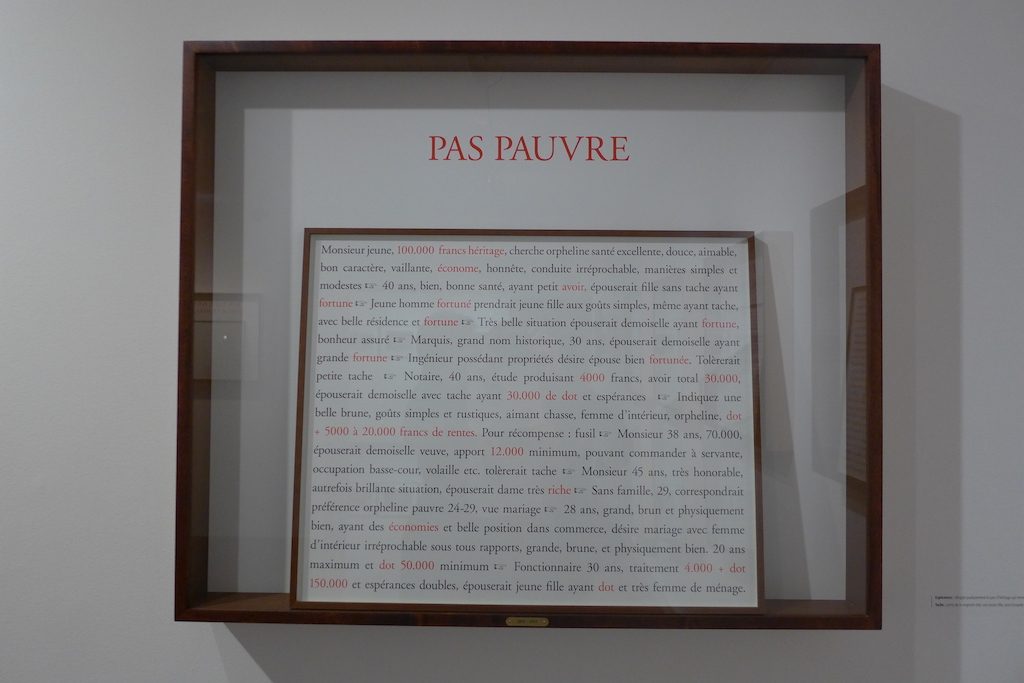 PAS PAUVRE
Monsieur jeune, 100.000 francs héritage, cherche orpheline santé excellente, douce, aimable,
bon caractère, vaillante, économe, honnête, conduite irréprochable, manières simples et
modestes ☞ 40 ans, bien, bonne santé, ayant petit avoir, épouserait fille sans tache ayant
fortune ☞ Jeune homme fortuné prendrait jeune fille aux goûts simples, même ayant tache,
avec belle résidence et fortune ☞ Très belle situation épouserait demoiselle ayant fortune,
bonheur assuré ☞ Marquis, grand nom historique, 30 ans, épouserait demoiselle ayant
grande fortune ☞ Ingénieur possédant propriétés désire épouse bien fortunée. Tolèrerait
petite tache ☞ Notaire, 40 ans, étude produisant 4000 francs, avoir total 30.000,
épouserait demoiselle avec tache ayant 30.000 de dot et espérances ☞ Indiquez une
belle brune, goûts simples et rustiques, aimant chasse, femme d'intérieur, orpheline, dot
+ 5000 à 20.000 francs de rentes. Pour récompense : fusil ☞ Monsieur 38 ans, 70.000,
épouserait demoiselle veuve, apport 12.000 minimum, pouvant commander à servante,
occupation basse-cour, volaille etc. tolèrerait tache ☞ Monsieur 45 ans, très honorable,
autrefois brillante situation, épouserait dame très riche ☞ Sans famille, 29, correspondrait
préférence orpheline pauvre 24-29, vue mariage ☞ 28 ans, grand, brun et physiquement
bien, ayant des économies et belle position dans commerce, désire mariage avec femme
d'intérieur irréprochable sous tous rapports, grande, brune, et physiquement bien. 20 ans
maximum et dot 50.000 minimum ☞ Fonctionnaire 30 ans, traitement 4.000 + dot
150.000 et espérances doubles, épouserait jeune fille ayant dot et très femme de ménage.